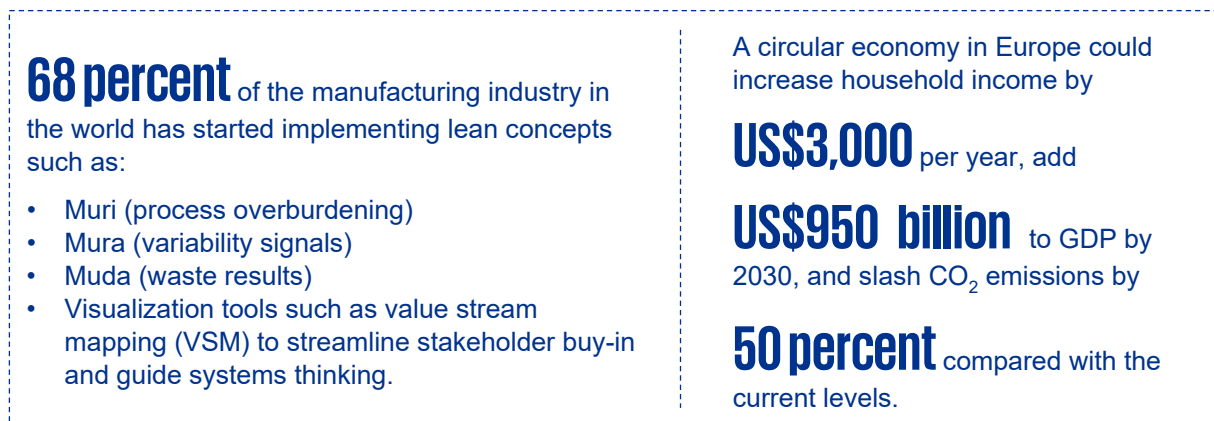 68 percent of the manufacturing industry in
the world has started implementing lean concepts
such as:
• Muri (process overburdening)
• Mura (variability signals)
• Muda (waste results)
• Visualization tools such as value stream
mapping (VSM) to streamline stakeholder buy-in
and guide systems thinking.
A circular economy in Europe could
increase household income by
US$3,000 per year, add
US$950 billion to GDP by
2030, and slash CO₂ emissions by
50 percent compared with the
current levels.